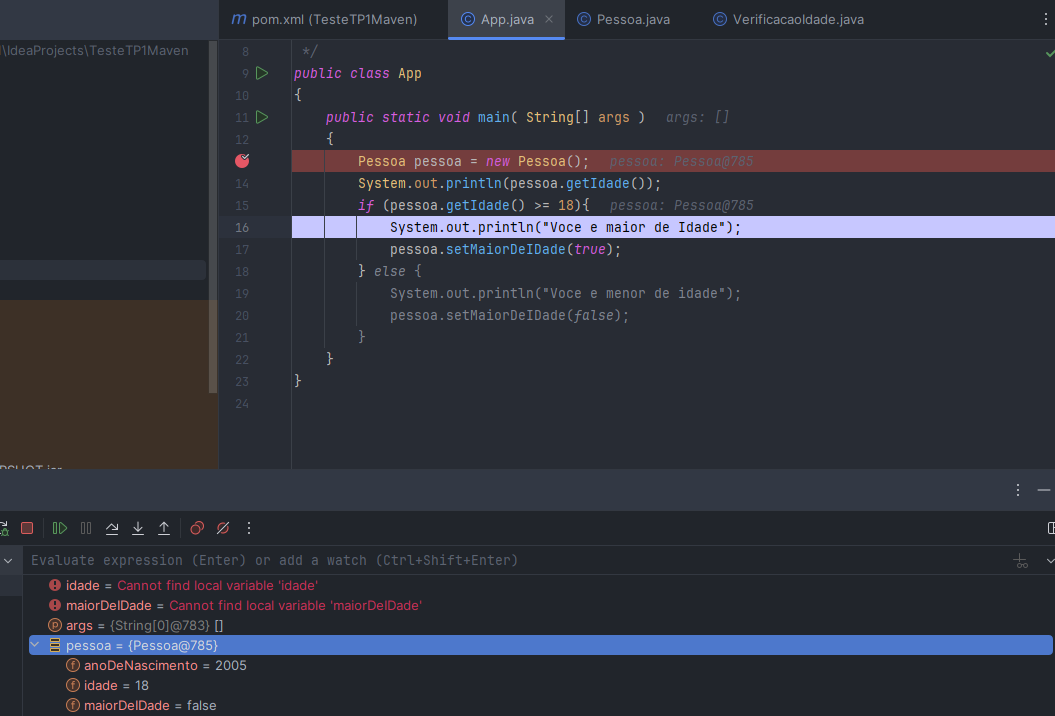 pom.xml (TesteTP1Maven)
App.java
Pessoa.java
VerificacaoIdade.java
\IdeaProjects\TesteTP1Maven
8 */
9 public class App
10 {
11 public static void main( String[] args ) args: []
12 {
Pessoa pessoa = new Pessoa(); pessoa: Pessoa@785
14 System.out.println(pessoa.getIdade());
15 if (pessoa.getIdade() >= 18){ pessoa: Pessoa@785
16 System.out.println("Voce e maior de Idade");
17 pessoa.setMaiorDeIDade(true);
18 } else {
19 System.out.println("Voce e menor de idade");
20 pessoa.setMaiorDeIDade(false);
21 }
22 }
23 }
24
Evaluate expression (Enter) or add a watch (Ctrl+Shift+Enter)
idade = Cannot find local variable 'idade'
maiorDeIDade = Cannot find local variable 'maiorDeIDade'
args = {String[0]@783} []
pessoa = {Pessoa@785}
anoDeNascimento = 2005
idade = 18
maiorDeIDade = false